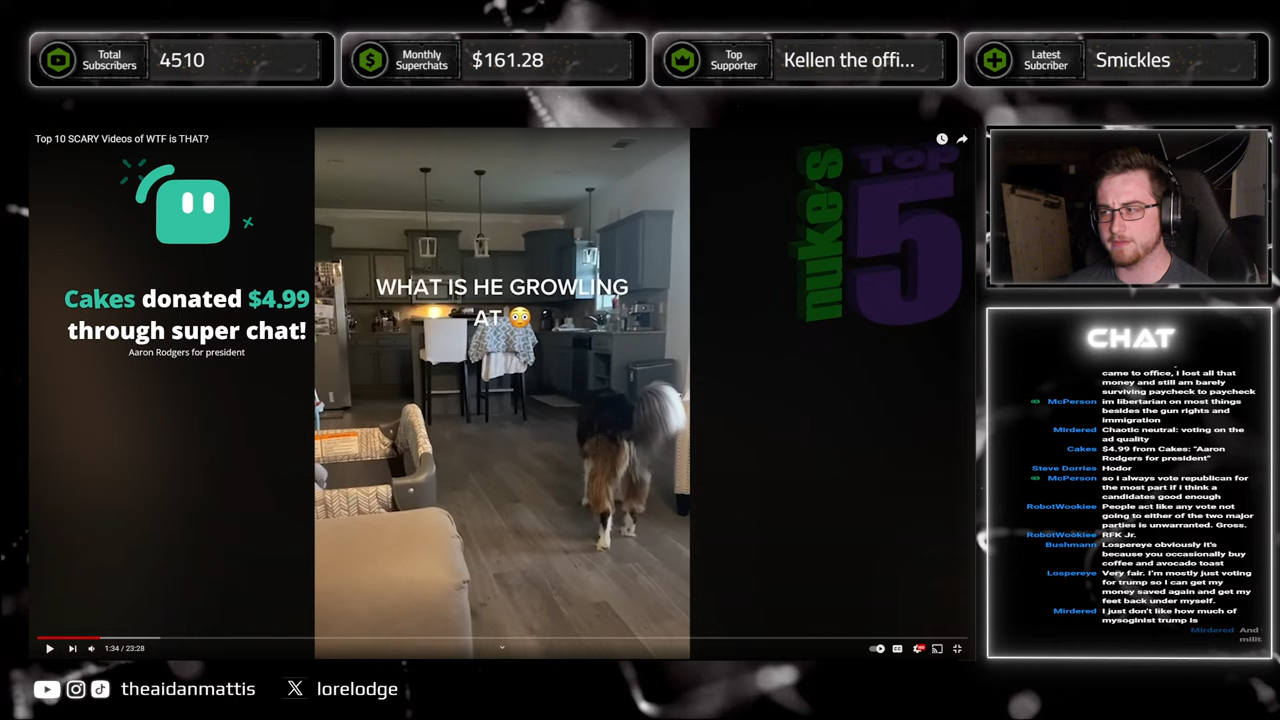 Total
Subscribers
4510
Monthly
Superchats
$161.28
Top
Supporter
Kellen the offi...
Latest
Subcriber
Smickles
Top 10 SCARY Videos of WTF is THAT?
nuke's
Top
5
Cakes donated $4.99
through super chat!
Aaron Rodgers for president
WHAT IS HE GROWLING
AT 😳
1:34 / 23:28
CHAT
came to office, I lost all that
money and still am barely
surviving paycheck to paycheck
McPerson im libertarian on most things
besides the gun rights and
immigration
Mirdered Chaotic neutral: voting on the
ad quality
Cakes $4.99 from Cakes: "Aaron
Rodgers for president"
Steve Dorries Hodor
McPerson so i always vote republican for
the most part if i think a
candidates good enough
RobotWookiee People act like any vote not
going to either of the two major
parties is unwarranted. Gross.
RobotWookiee RFK Jr.
Bushmann Lospereye obviously it's
because you occasionally buy
coffee and avocado toast
Lospereye Very fair. I'm mostly just voting
for trump so I can get my
money saved again and get my
feet back under myself.
Mirdered I just don't like how much of
mysoginist trump is
Mirdered And
milit
theaidanmattis
lorelodge